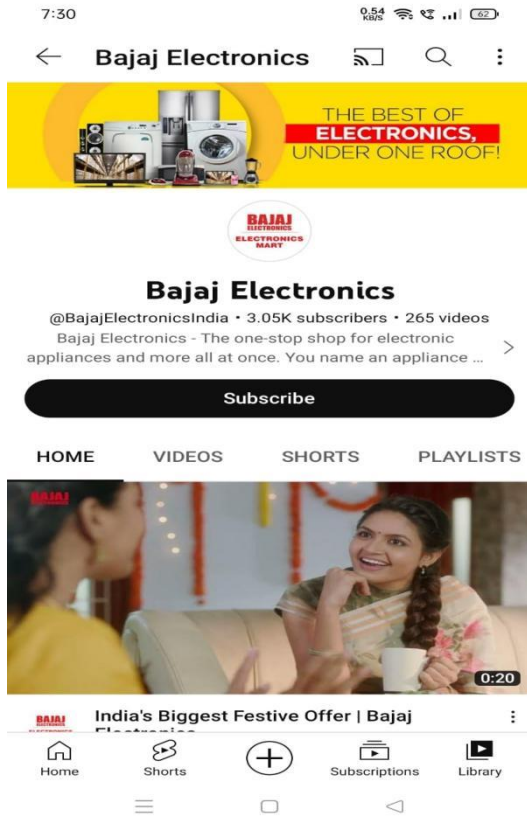 7:30
0.54 KB/S
62
Bajaj Electronics
THE BEST OF
ELECTRONICS,
UNDER ONE ROOF!
BAJAJ
ELECTRONICS
ELECTRONICS
MART
Bajaj Electronics
@BajajElectronicsIndia • 3.05K subscribers • 265 videos
Bajaj Electronics - The one-stop shop for electronic
appliances and more all at once. You name an appliance ...
Subscribe
HOME VIDEOS SHORTS PLAYLISTS
BAJAJ
0:20
BAJAJ
India's Biggest Festive Offer | Bajaj
Electronics
Home Shorts Subscriptions Library